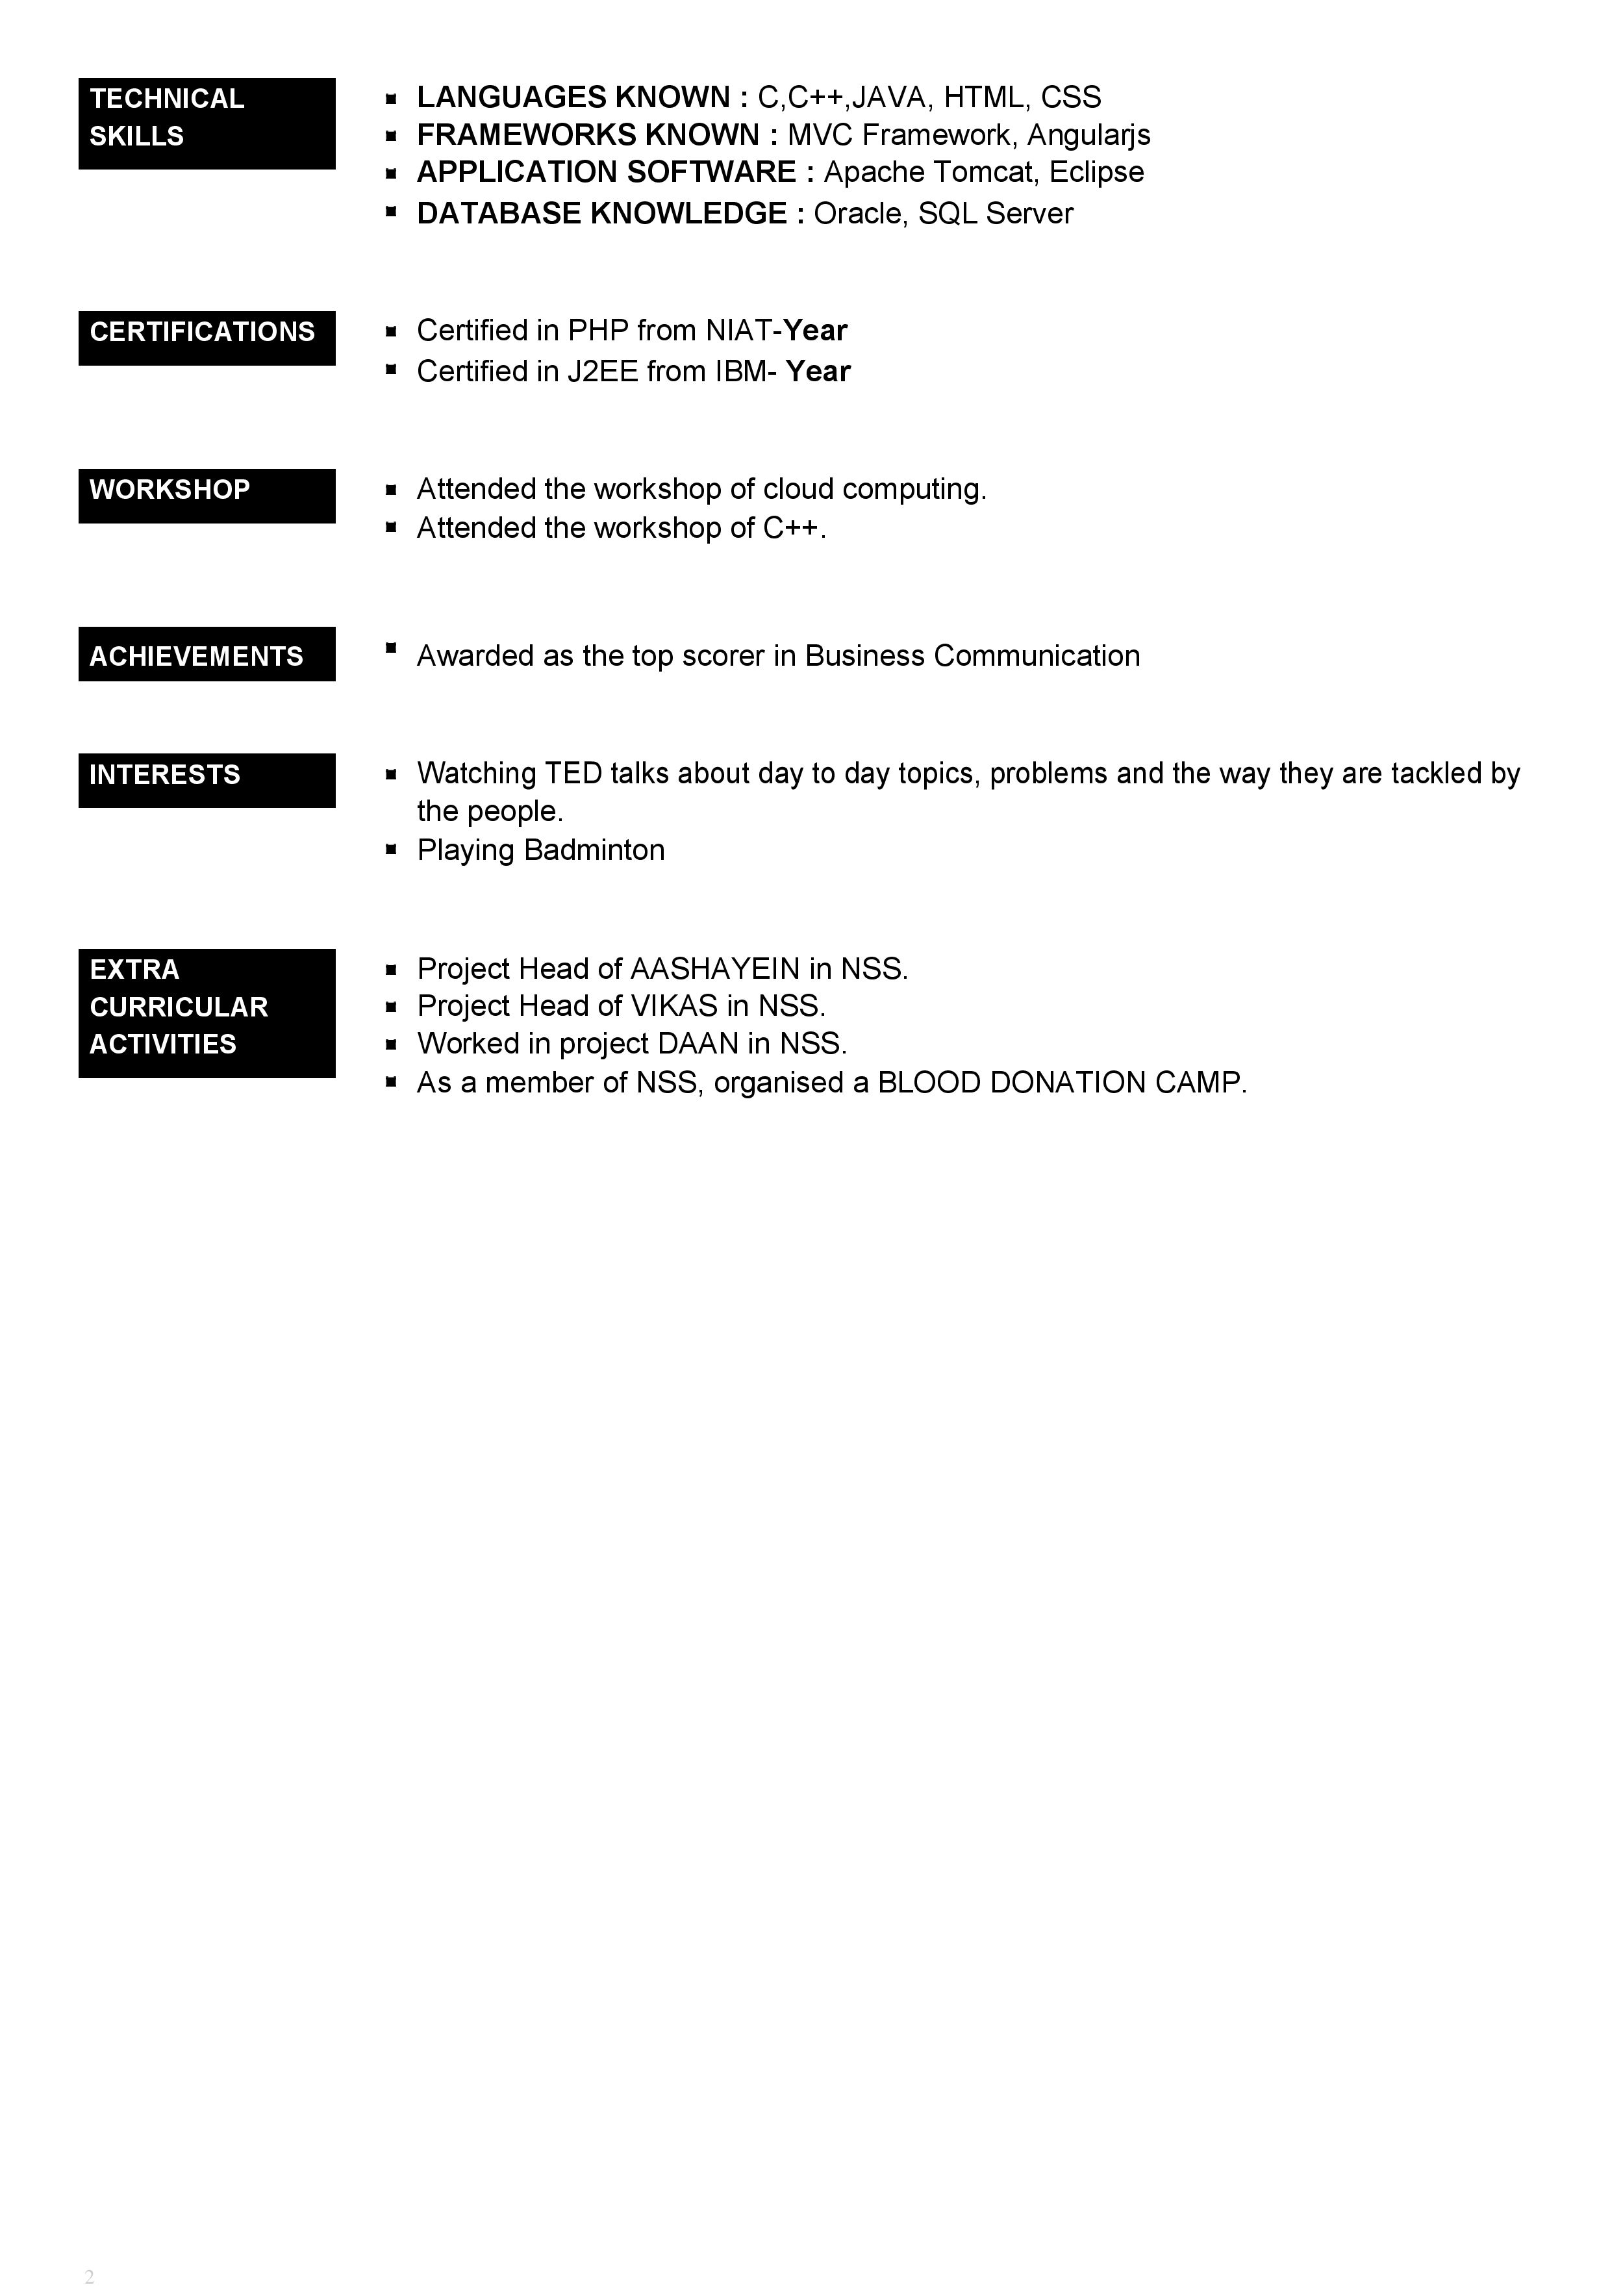 TECHNICAL
SKILLS
LANGUAGES KNOWN : C,C++,JAVA, HTML, CSS
FRAMEWORKS KNOWN : MVC Framework, Angularjs
APPLICATION SOFTWARE : Apache Tomcat, Eclipse
DATABASE KNOWLEDGE : Oracle, SQL Server
CERTIFICATIONS
Certified in PHP from NIAT-Year
Certified in J2EE from IBM- Year
WORKSHOP
Attended the workshop of cloud computing.
Attended the workshop of C++.
ACHIEVEMENTS
Awarded as the top scorer in Business Communication
INTERESTS
Watching TED talks about day to day topics, problems and the way they are tackled by
the people.
Playing Badminton
EXTRA
CURRICULAR
ACTIVITIES
Project Head of AASHAYEIN in NSS.
Project Head of VIKAS in NSS.
Worked in project DAAN in NSS.
As a member of NSS, organised a BLOOD DONATION CAMP.
2